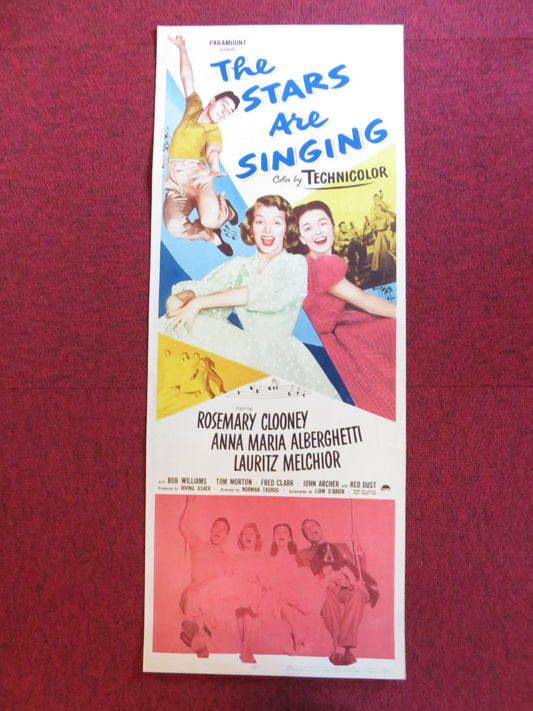 PARAMOUNT
presents
The
STARS
Are
SINGING
Color by TECHNICOLOR
starring
ROSEMARY CLOONEY
ANNA MARIA ALBERGHETTI
LAURITZ MELCHIOR
with BOB WILLIAMS · TOM MORTON · FRED CLARK · JOHN ARCHER and RED DUST
Produced by IRVING ASHER · Directed by NORMAN TAUROG · Screenplay by LIAM O'BRIEN